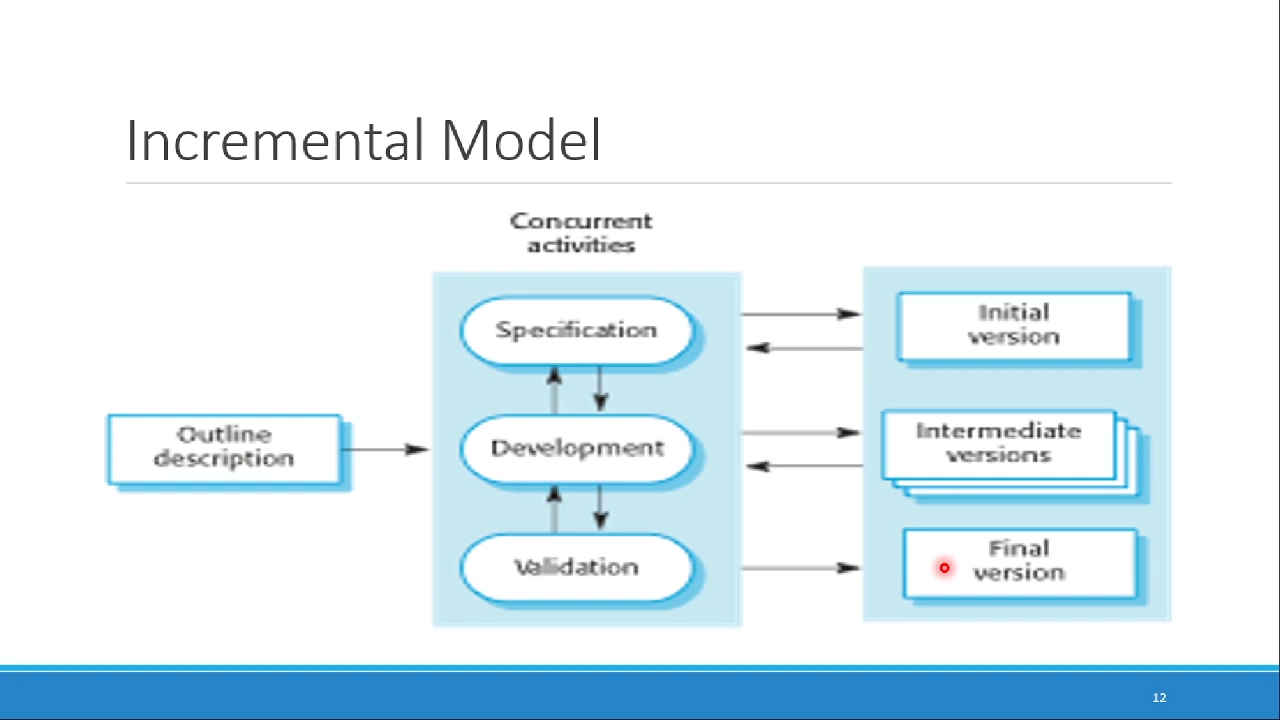 Incremental Model
Concurrent
activities
Specification
Development
Validation
Outline
description
Initial
version
Intermediate
versions
Final
version
12